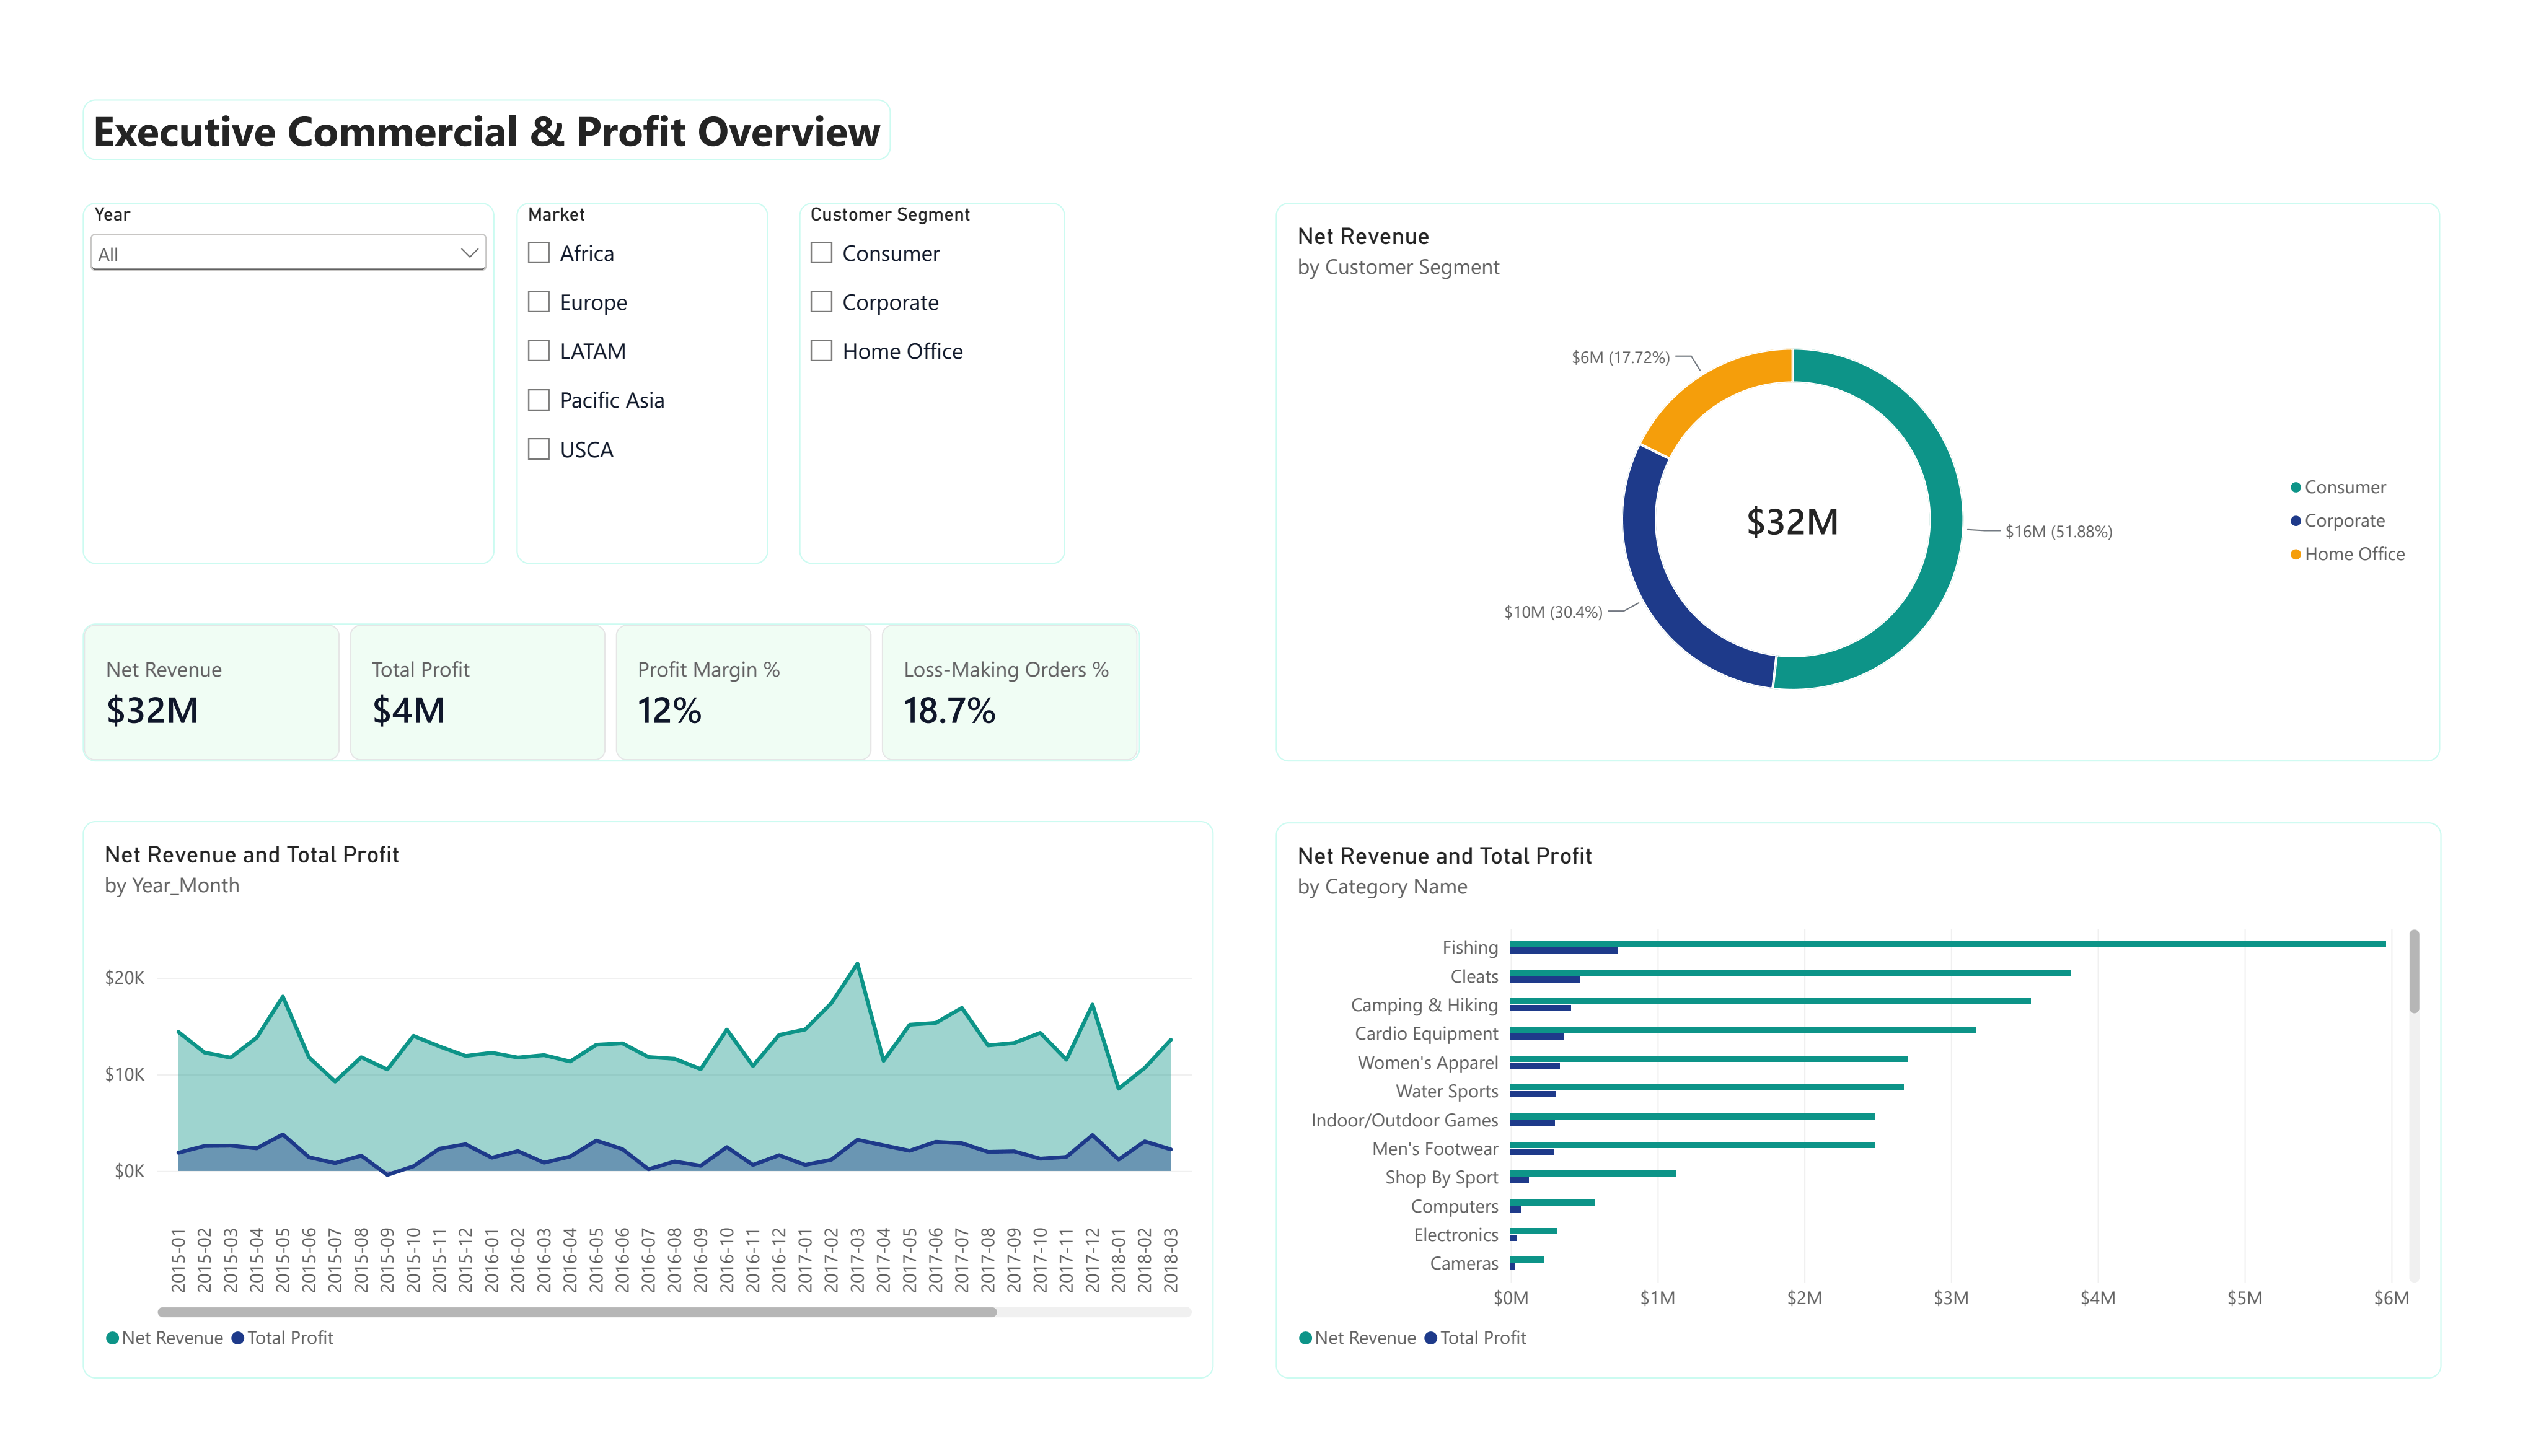 Executive Commercial & Profit Overview
Year
All
Market
Africa
Europe
LATAM
Pacific Asia
USCA
Customer Segment
Consumer
Corporate
Home Office
Net Revenue
$32M
Total Profit
$4M
Profit Margin %
12%
Loss-Making Orders %
18.7%
Net Revenue
by Customer Segment
$6M (17.72%)
$32M
$16M (51.88%)
$10M (30.4%)
Consumer
Corporate
Home Office
Net Revenue and Total Profit
by Year_Month
$20K
$10K
$0K
2015-01
2015-02
2015-03
2015-04
2015-05
2015-06
2015-07
2015-08
2015-09
2015-10
2015-11
2015-12
2016-01
2016-02
2016-03
2016-04
2016-05
2016-06
2016-07
2016-08
2016-09
2016-10
2016-11
2016-12
2017-01
2017-02
2017-03
2017-04
2017-05
2017-06
2017-07
2017-08
2017-09
2017-10
2017-11
2017-12
2018-01
2018-02
2018-03
Net Revenue Total Profit
Net Revenue and Total Profit
by Category Name
Fishing
Cleats
Camping & Hiking
Cardio Equipment
Women's Apparel
Water Sports
Indoor/Outdoor Games
Men's Footwear
Shop By Sport
Computers
Electronics
Cameras
$0M $1M $2M $3M $4M $5M $6M
Net Revenue Total Profit